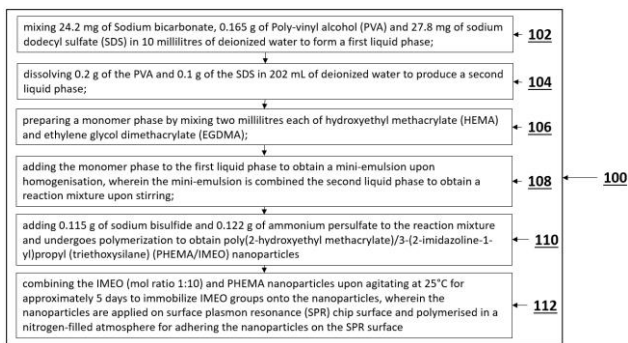 mixing 24.2 mg of Sodium bicarbonate, 0.165 g of Poly-vinyl alcohol (PVA) and 27.8 mg of sodium
dodecyl sulfate (SDS) in 10 millilitres of deionized water to form a first liquid phase;
102
dissolving 0.2 g of the PVA and 0.1 g of the SDS in 202 mL of deionized water to produce a second
liquid phase;
104
preparing a monomer phase by mixing two millilitres each of hydroxyethyl methacrylate (HEMA)
and ethylene glycol dimethacrylate (EGDMA);
106
adding the monomer phase to the first liquid phase to obtain a mini-emulsion upon
homogenisation, wherein the mini-emulsion is combined the second liquid phase to obtain a
reaction mixture upon stirring;
108
100
adding 0.115 g of sodium bisulfide and 0.122 g of ammonium persulfate to the reaction mixture
and undergoes polymerization to obtain poly(2-hydroxyethyl methacrylate)/3-(2-imidazoline-1-
yl)propyl (triethoxysilane) (PHEMA/IMEO) nanoparticles
110
combining the IMEO (mol ratio 1:10) and PHEMA nanoparticles upon agitating at 25°C for
approximately 5 days to immobilize IMEO groups onto the nanoparticles, wherein the
nanoparticles are applied on surface plasmon resonance (SPR) chip surface and polymerised in a
nitrogen-filled atmosphere for adhering the nanoparticles on the SPR surface
112